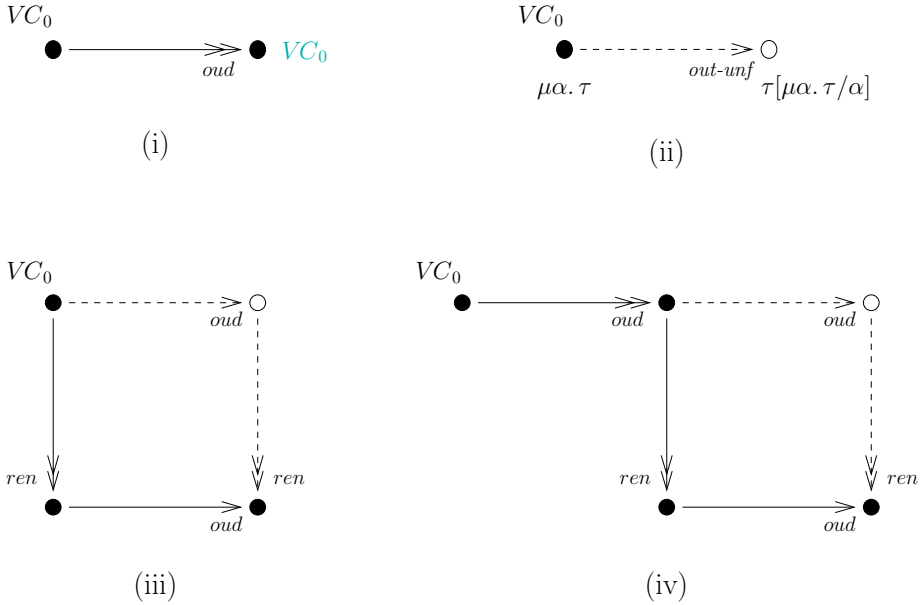 VC₀
oud
VC₀
(i)
VC₀
out-unf
μα. τ
τ[μα. τ/α]
(ii)
VC₀
oud
ren
ren
oud
(iii)
VC₀
oud
oud
ren
ren
oud
(iv)